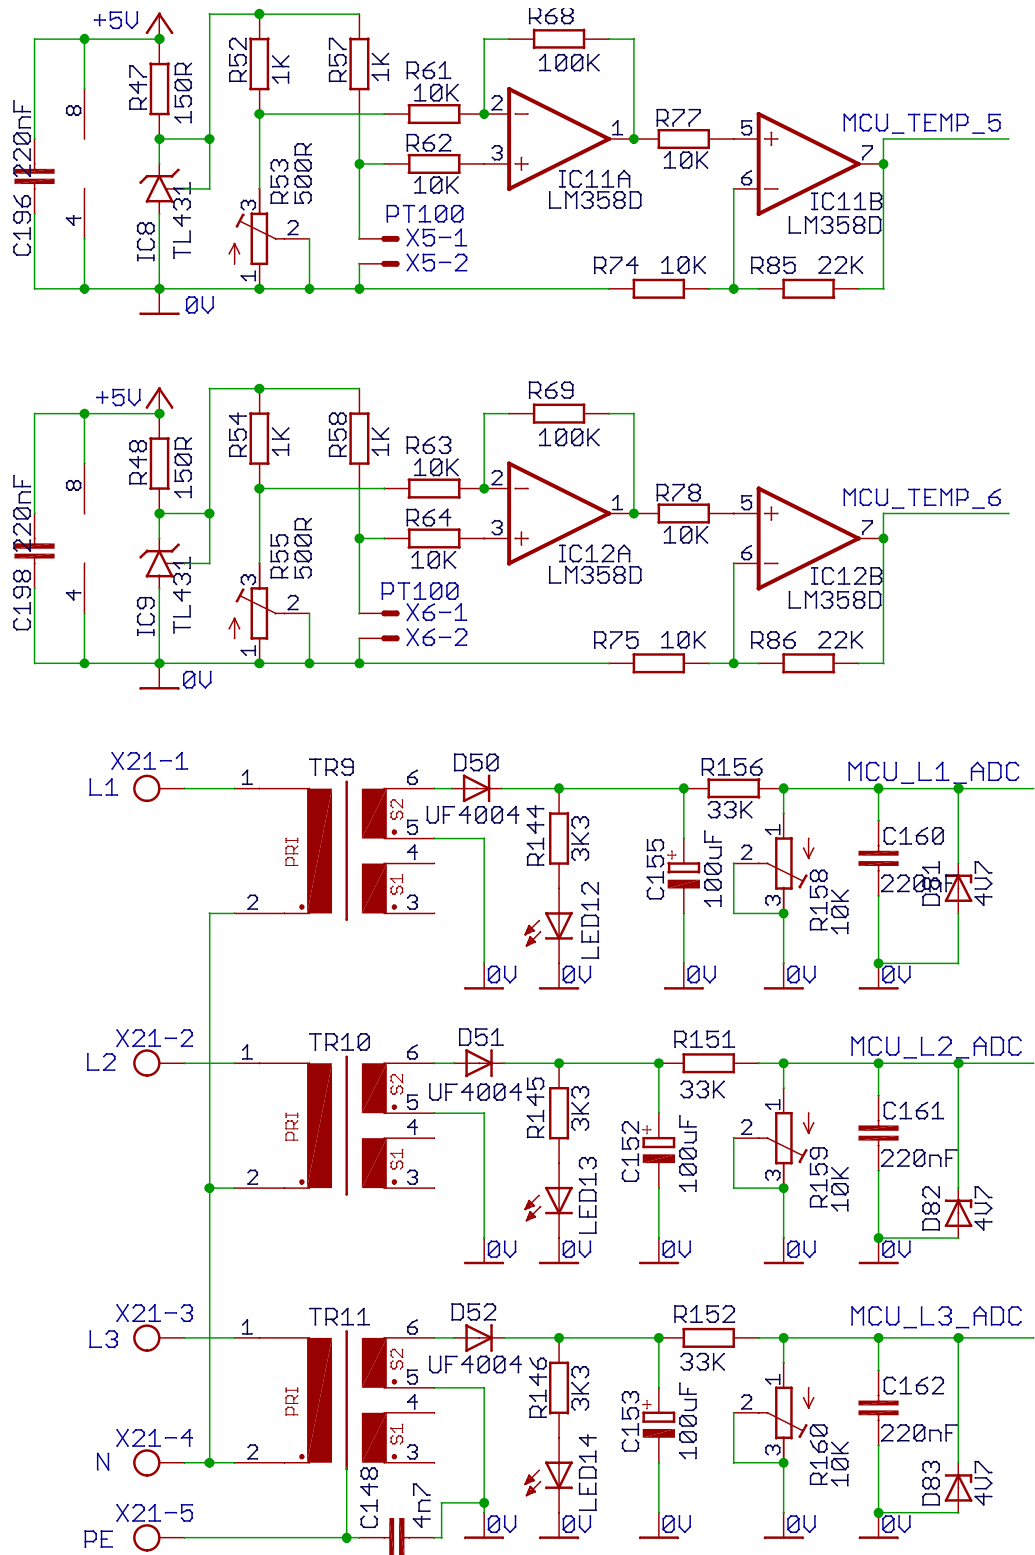 +5V
R47
150R
C196
220nF
8
4
IC8
TL431
0V
R52
1K
R57
1K
R53
500R
3
2
1
R61
10K
R62
10K
PT100
X5-1
X5-2
R68
100K
2
3
1
IC11A
LM358D
R77
10K
5
6
7
IC11B
LM358D
MCU_TEMP_5
R74
10K
R85
22K
+5V
R48
150R
C198
220nF
8
4
IC9
TL431
0V
R54
1K
R58
1K
R55
500R
3
2
1
R63
10K
R64
10K
PT100
X6-1
X6-2
R69
100K
2
3
1
IC12A
LM358D
R78
10K
5
6
7
IC12B
LM358D
MCU_TEMP_6
R75
10K
R86
22K
X21-1
L1
1
2
TR9
PRI
S2
S1
6
5
4
3
D50
UF4004
0V
R144
3K3
LED12
0V
C155
100uF
0V
R156
33K
1
2
3
R158
10K
0V
MCU_L1_ADC
C160
220nF
D81
4V7
0V
X21-2
L2
1
2
TR10
PRI
S2
S1
6
5
4
3
D51
UF4004
0V
R145
3K3
LED13
0V
C152
100uF
R151
33K
1
2
3
R159
10K
0V
MCU_L2_ADC
C161
220nF
D82
4V7
0V
X21-3
L3
1
2
TR11
PRI
S2
S1
6
5
4
3
D52
UF4004
0V
R146
3K3
LED14
0V
C153
100uF
R152
33K
1
2
3
R160
10K
0V
MCU_L3_ADC
C162
220nF
D83
4V7
0V
X21-4
N
X21-5
PE
C148
4n7